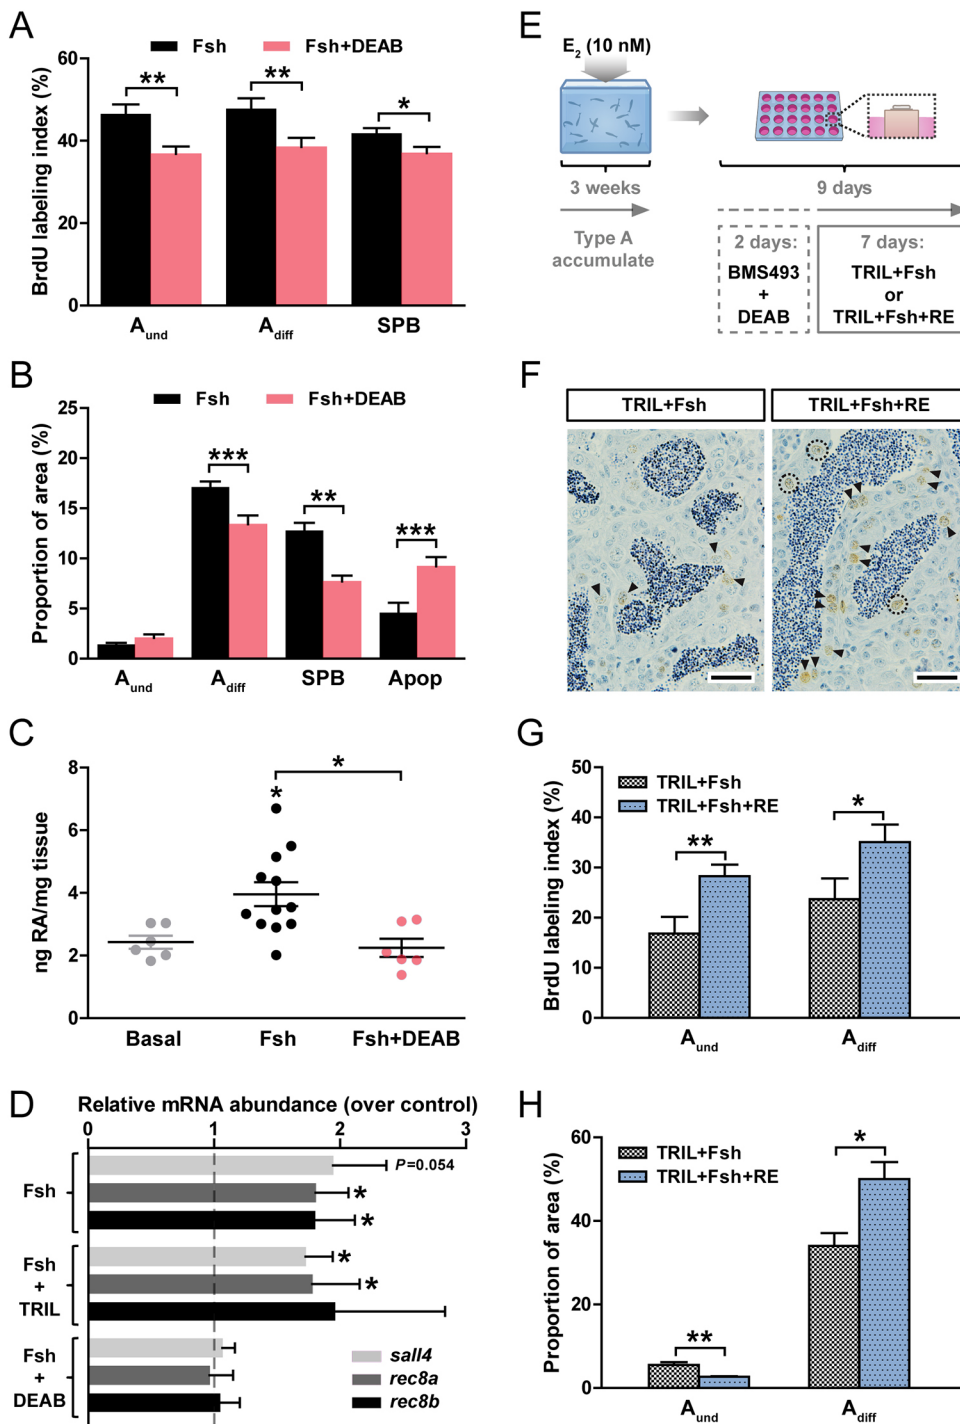 A
Fsh Fsh+DEAB
BrdU labeling index (%)
60
40
20
0
**
**
*
Aund Adiff SPB
B
Fsh Fsh+DEAB
Proportion of area (%)
25
20
15
10
5
0
***
**
***
Aund Adiff SPB Apop
C
ng RA/mg tissue
8
6
4
2
0
*
*
Basal Fsh Fsh+DEAB
D
Relative mRNA abundance (over control)
0 1 2 3
Fsh
P=0.054
*
*
Fsh
+
TRIL
*
*
Fsh
+
DEAB
sall4
rec8a
rec8b
E
E2 (10 nM)
3 weeks
9 days
Type A
accumulate
2 days:
BMS493
+
DEAB
7 days:
TRIL+Fsh
or
TRIL+Fsh+RE
F
TRIL+Fsh TRIL+Fsh+RE
G
BrdU labeling index (%)
50
40
30
20
10
0
TRIL+Fsh
TRIL+Fsh+RE
**
*
Aund Adiff
H
Proportion of area (%)
60
40
20
0
TRIL+Fsh
TRIL+Fsh+RE
**
*
Aund Adiff